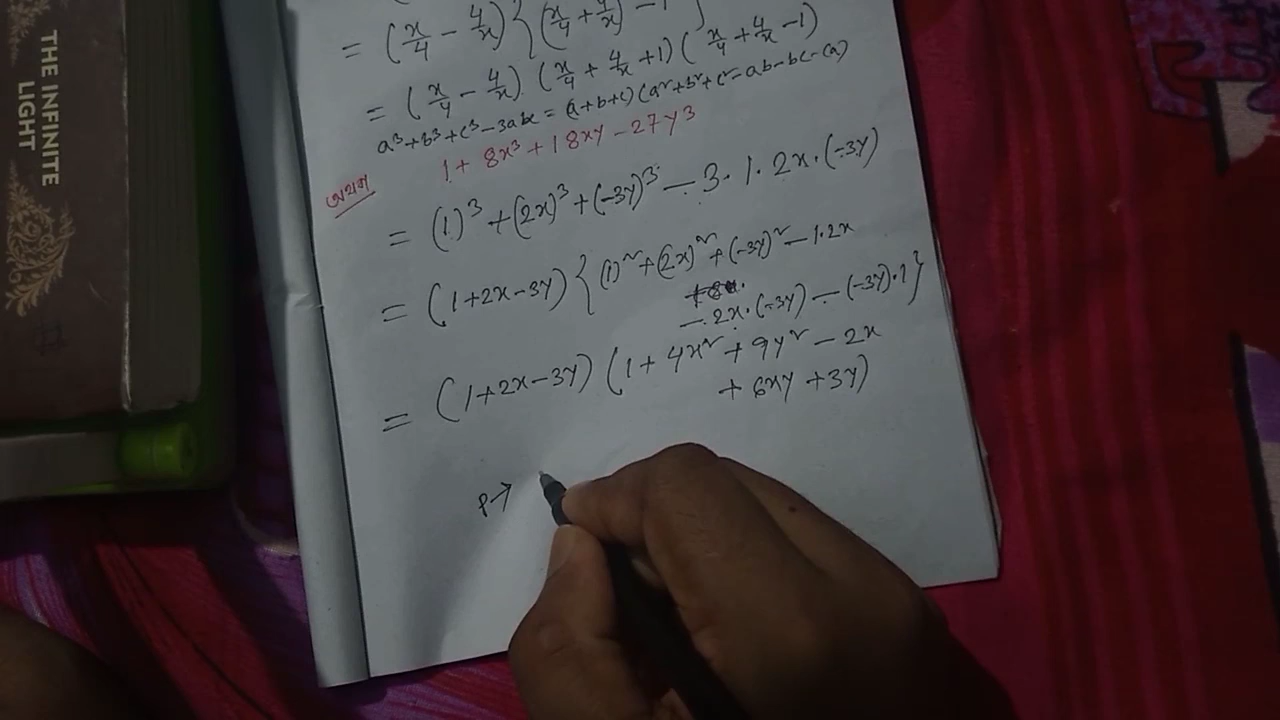 THE INFINITE
LIGHT
= (x/4 - 4/x) { (x/4 + 4/x) - 1 }
= (x/4 - 4/x) (x/4 + 4/x + 1) (x/4 + 4/x - 1)
a³+b³+c³-3abc = (a+b+c) (a²+b²+c²-ab-bc-ca)
অথবা
1 + 8x³ + 18xy - 27y3
= (1)³ + (2x)³ + (-3y)³ - 3·1·2x·(-3y)
= (1+2x-3y) { (1)² + (2x)² + (-3y)² - 1·2x
- 2x·(-3y) - (-3y)·1 }
= (1+2x-3y) (1 + 4x² + 9y² - 2x
+ 6xy + 3y)
P→